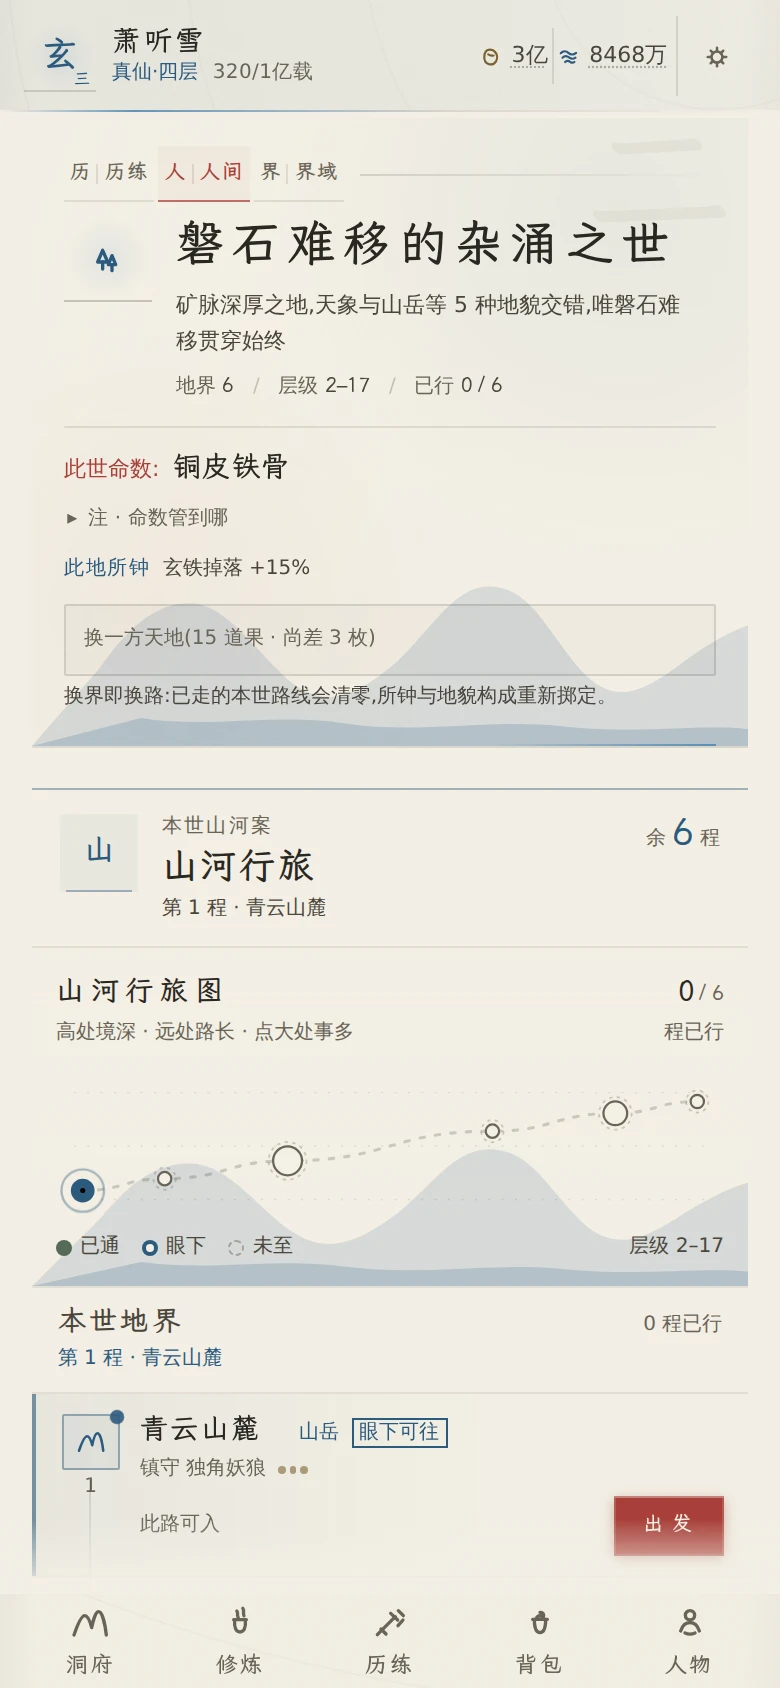 玄 三
萧听雪
真仙·四层 320/1亿载
3亿 8468万
历 历练 人 人间 界 界域
磐石难移的杂涌之世
矿脉深厚之地,天象与山岳等 5 种地貌交错,唯磐石难
移贯穿始终
地界 6 / 层级 2–17 / 已行 0 / 6
此世命数: 铜皮铁骨
▸ 注 · 命数管到哪
此地所钟 玄铁掉落 +15%
换一方天地(15 道果 · 尚差 3 枚)
换界即换路:已走的本世路线会清零,所钟与地貌构成重新掷定。
山
本世山河案
山河行旅
第 1 程 · 青云山麓
余 6 程
山河行旅图
0 / 6
高处境深 · 远处路长 · 点大处事多
程已行
已通 眼下 未至
层级 2–17
本世地界
0 程已行
第 1 程 · 青云山麓
青云山麓 山岳 眼下可往
镇守 独角妖狼
1
此路可入
出发
洞府 修炼 历练 背包 人物